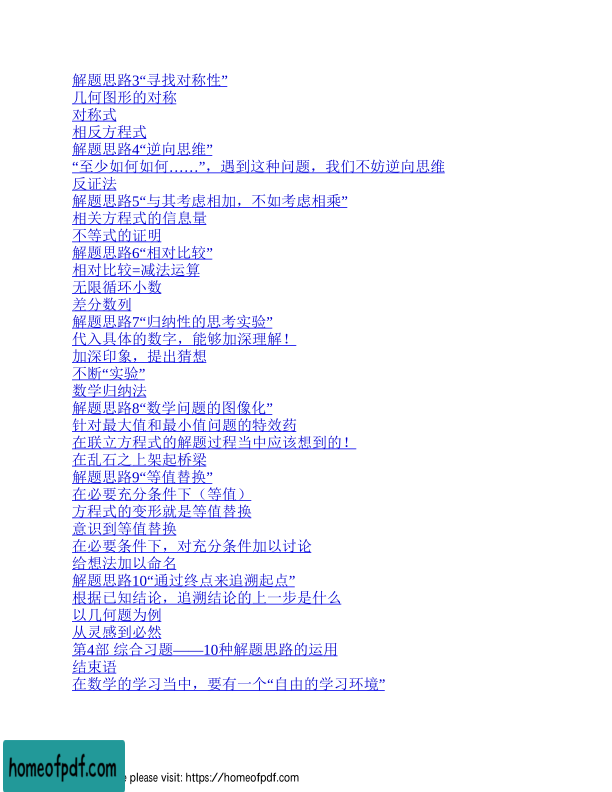 解题思路3“寻找对称性”
几何图形的对称
对称式
相反方程式
解题思路4“逆向思维”
“至少如何如何……”，遇到这种问题，我们不妨逆向思维
反证法
解题思路5“与其考虑相加，不如考虑相乘”
相关方程式的信息量
不等式的证明
解题思路6“相对比较”
相对比较=减法运算
无限循环小数
差分数列
解题思路7“归纳性的思考实验”
代入具体的数字，能够加深理解！
加深印象，提出猜想
不断“实验”
数学归纳法
解题思路8“数学问题的图像化”
针对最大值和最小值问题的特效药
在联立方程式的解题过程当中应该想到的！
在乱石之上架起桥梁
解题思路9“等值替换”
在必要充分条件下（等值）
方程式的变形就是等值替换
意识到等值替换
在必要条件下，对充分条件加以讨论
给想法加以命名
解题思路10“通过终点来追溯起点”
根据已知结论，追溯结论的上一步是什么
以几何题为例
从灵感到必然
第4部 综合习题——10种解题思路的运用
结束语
在数学的学习当中，要有一个“自由的学习环境”
homeofpdf.com
e please visit: https://homeofpdf.com